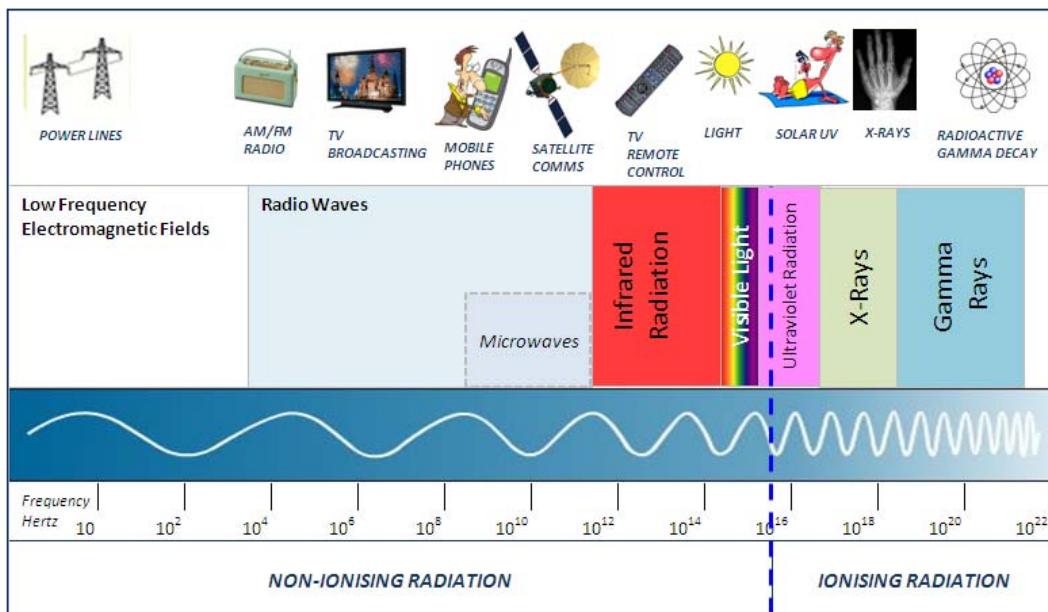 POWER LINES
AM/FM
RADIO
TV
BROADCASTING
MOBILE
PHONES
SATELLITE
COMMS
TV
REMOTE
CONTROL
LIGHT
SOLAR UV
X-RAYS
RADIOACTIVE
GAMMA DECAY
Low Frequency
Electromagnetic Fields
Radio Waves
Microwaves
Infrared
Radiation
Visible Light
Ultraviolet Radiation
X-Rays
Gamma
Rays
Frequency
Hertz
10 10² 10⁴ 10⁶ 10⁸ 10¹⁰ 10¹² 10¹⁴ 10¹⁶ 10¹⁸ 10²⁰ 10²²
NON-IONISING RADIATION
IONISING RADIATION